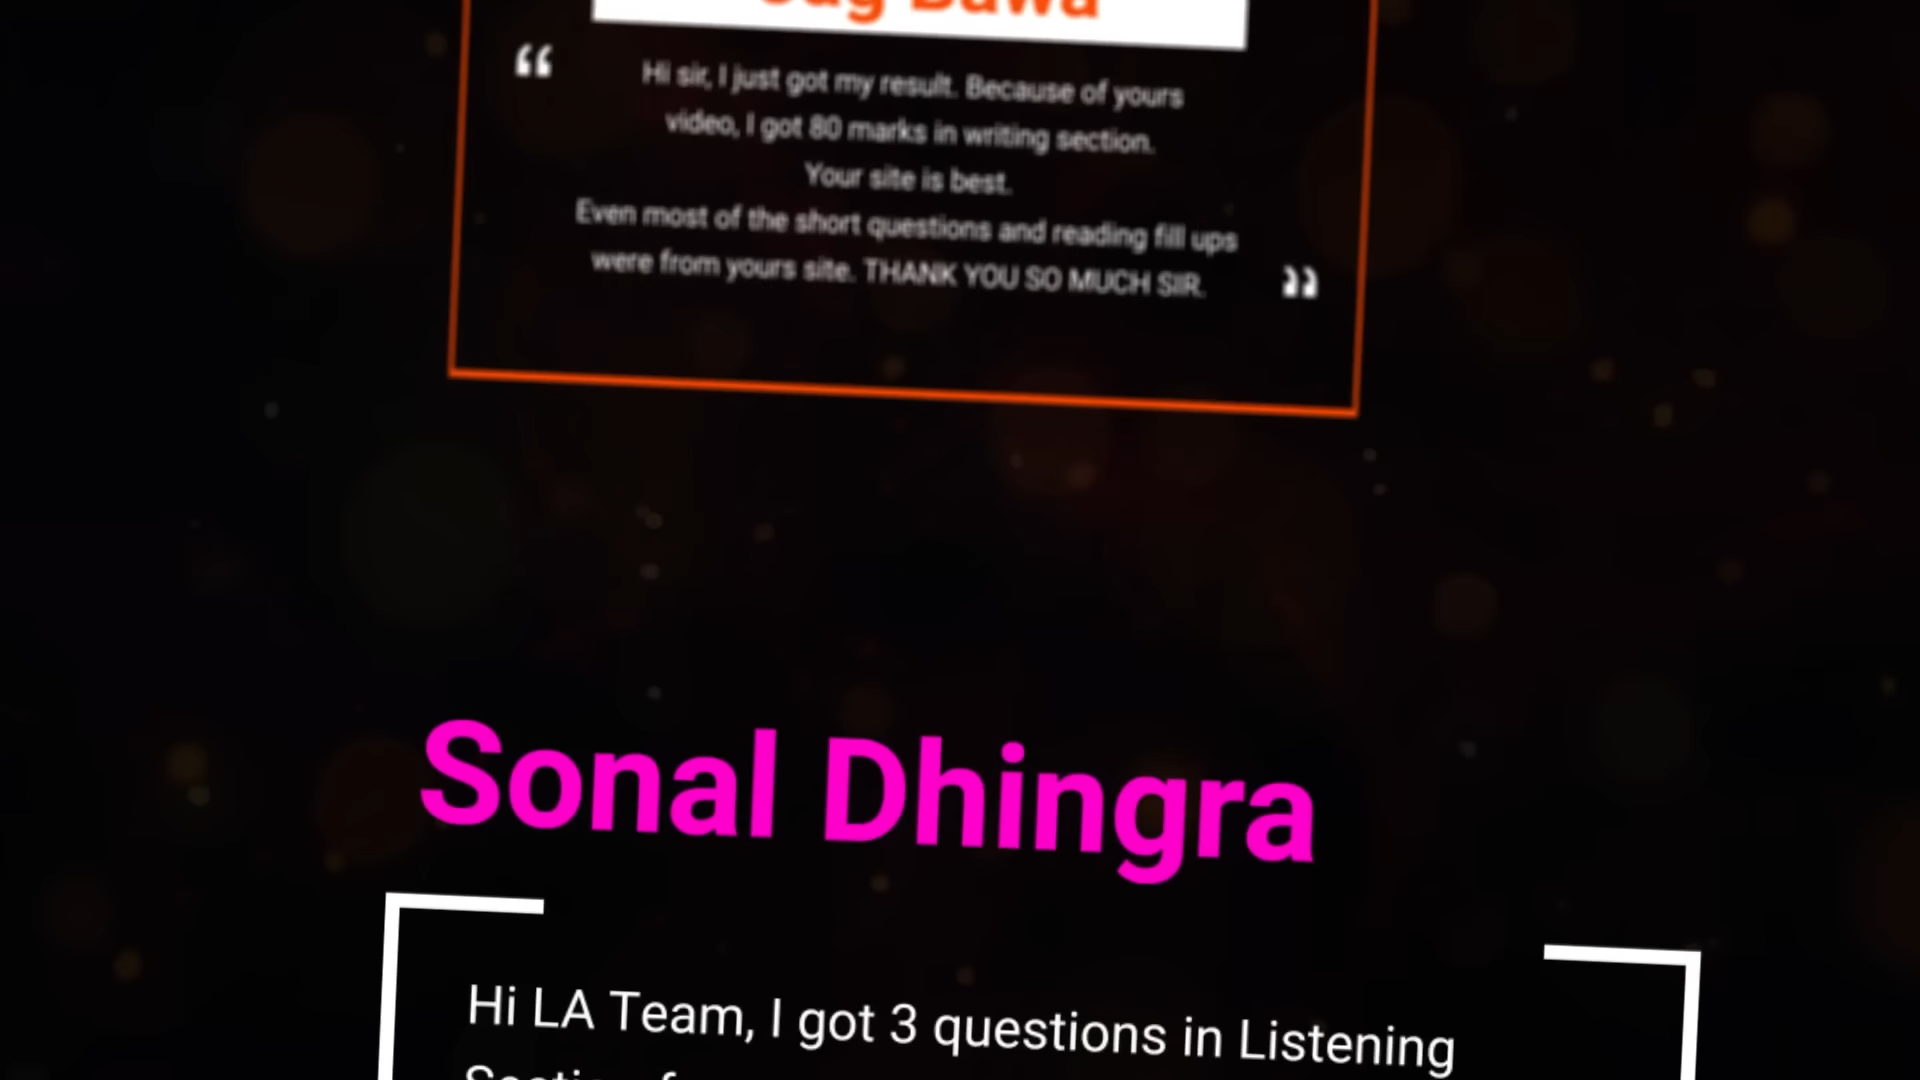 Bawa
“ Hi sir, I just got my result. Because of yours
video, I got 80 marks in writing section.
Your site is best.
Even most of the short questions and reading fill ups
were from yours site. THANK YOU SO MUCH SIR. ”
Sonal Dhingra
Hi LA Team, I got 3 questions in Listening